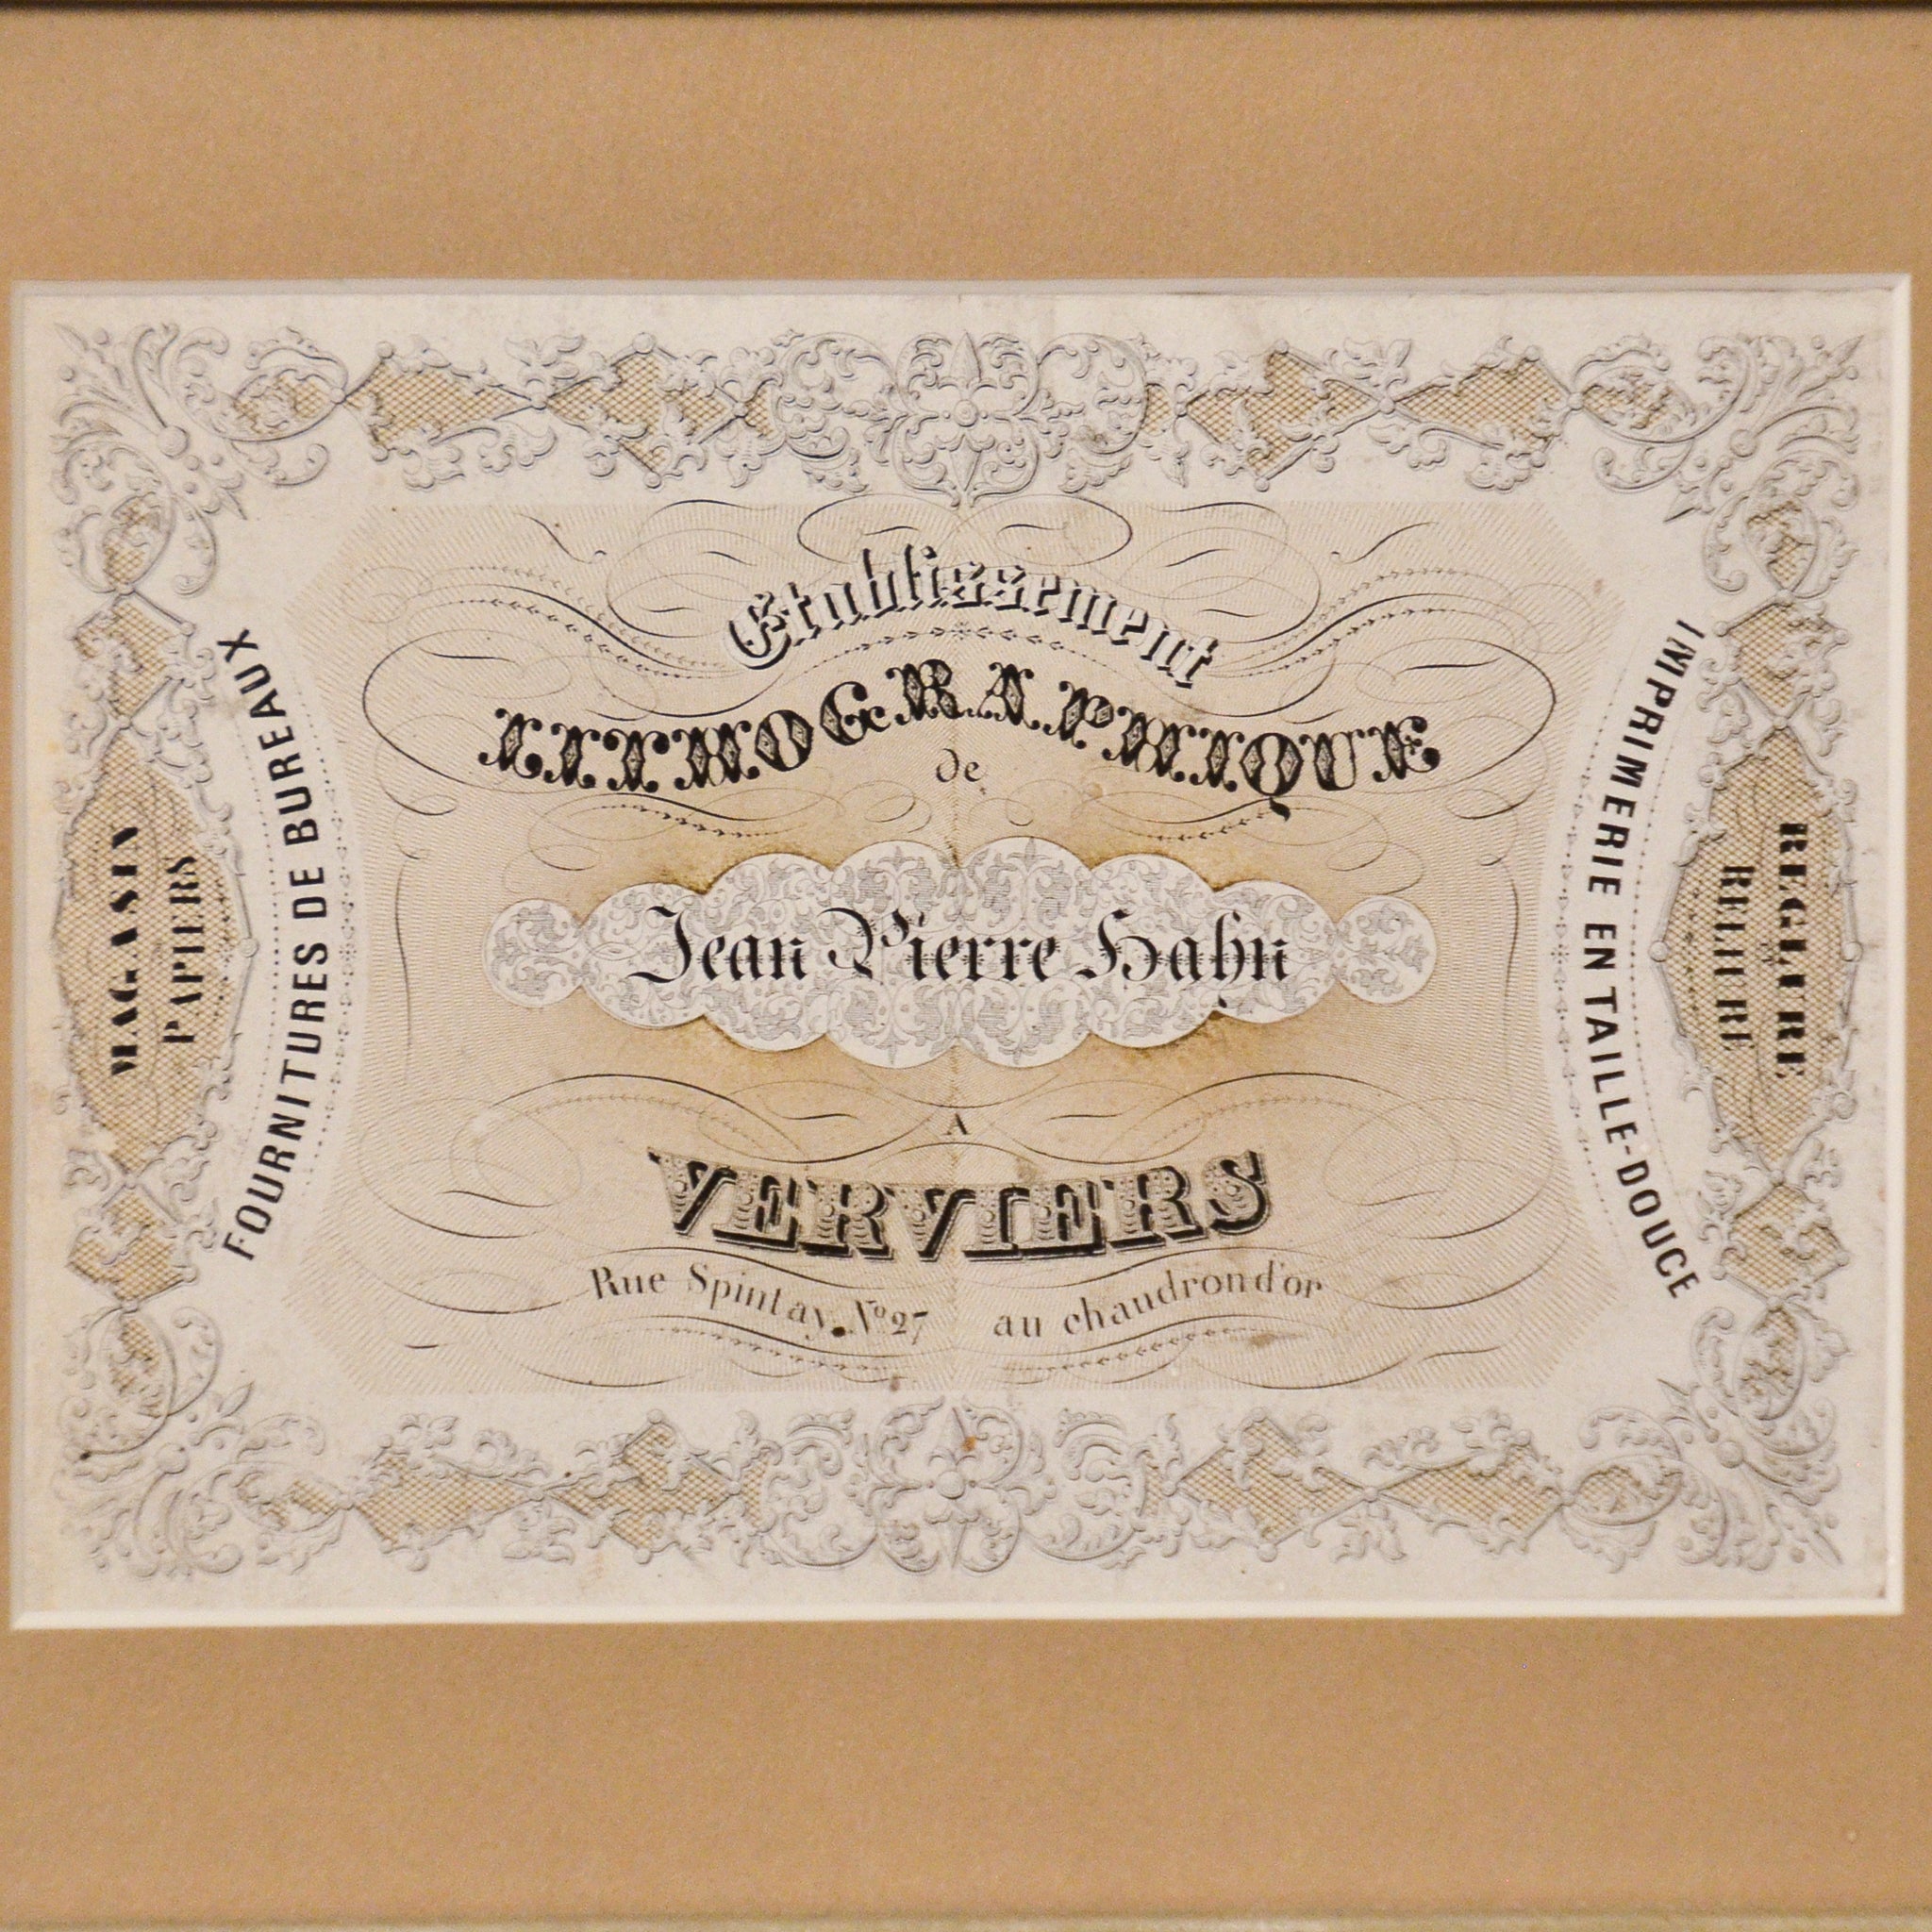 Etablissement
LITHOGRAPHIQUE
de
Jean Pierre Hahn
A
VERVIERS
Rue Spintay, Nº 27 au chaudron d'or
MAGASIN
PAPIERS
FOURNITURES DE BUREAUX
IMPRIMERIE EN TAILLE-DOUCE
REGLURE
RELIURE